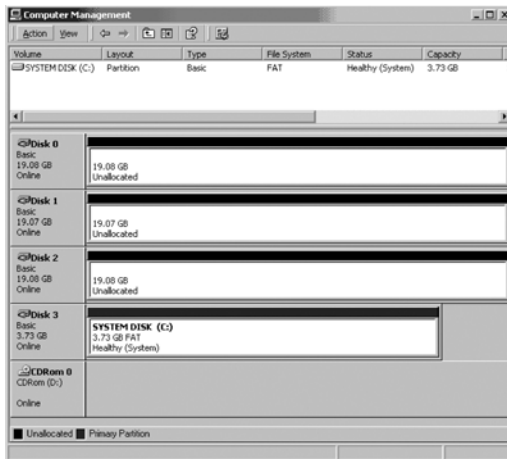 Computer Management
Action View
Volume Layout Type File System Status Capacity
SYSTEM DISK (C:) Partition Basic FAT Healthy (System) 3.73 GB
Disk 0
Basic
19.08 GB
Online
19.08 GB
Unallocated
Disk 1
Basic
19.07 GB
Online
19.07 GB
Unallocated
Disk 2
Basic
19.08 GB
Online
19.08 GB
Unallocated
Disk 3
Basic
3.73 GB
Online
SYSTEM DISK (C:)
3.73 GB FAT
Healthy (System)
CDRom 0
CDRom (D:)
Online
Unallocated Primary Partition